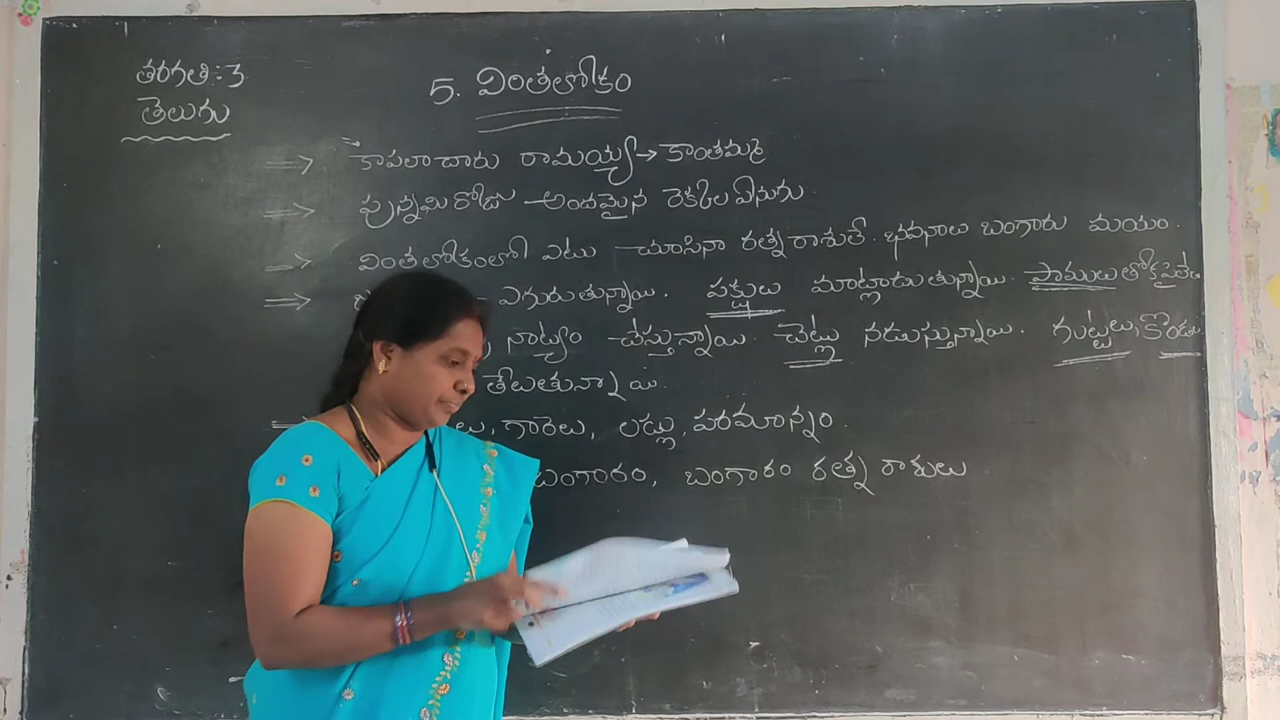 తరగతి:- 3
తెలుగు
5. వింతలోకం
⇒ కాపలాదారు రామయ్య → కాంతమ్మ
⇒ పున్నమిరోజు - అందమైన రెక్కల ఏనుగు.
⇒ వింతలోకంలో ఎటు చూసినా రత్న రాశులే. భవనాలు బంగారు మయం.
⇒ ఎగురుతున్నాయి. పక్షులు మాట్లాడుతున్నాయి. పాములు తోకపైలేచి
నాట్యం చేస్తున్నాయి. చెట్లు నడుస్తున్నాయి. గుట్టలు, కొండలు
తేలుతున్నాయి.
గారెలు, లడ్లు, పరమాన్నం.
బంగారం, బంగారం రత్న రాశులు